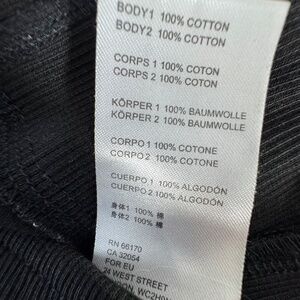 BODY1 100% COTTON
BODY2 100% COTTON
CORPS 1 100% COTON
CORPS 2 100% COTON
KÖRPER 1 100% BAUMWOLLE
KÖRPER 2 100% BAUMWOLLE
CORPO 1 100% COTONE
CORPO 2 100% COTONE
CUERPO 1 100% ALGODÓN
CUERPO 2 100% ALGODÓN
身体1 100% 棉
身体2 100% 棉
RN 66170
CA 32054
FOR EU
24 WEST STREET